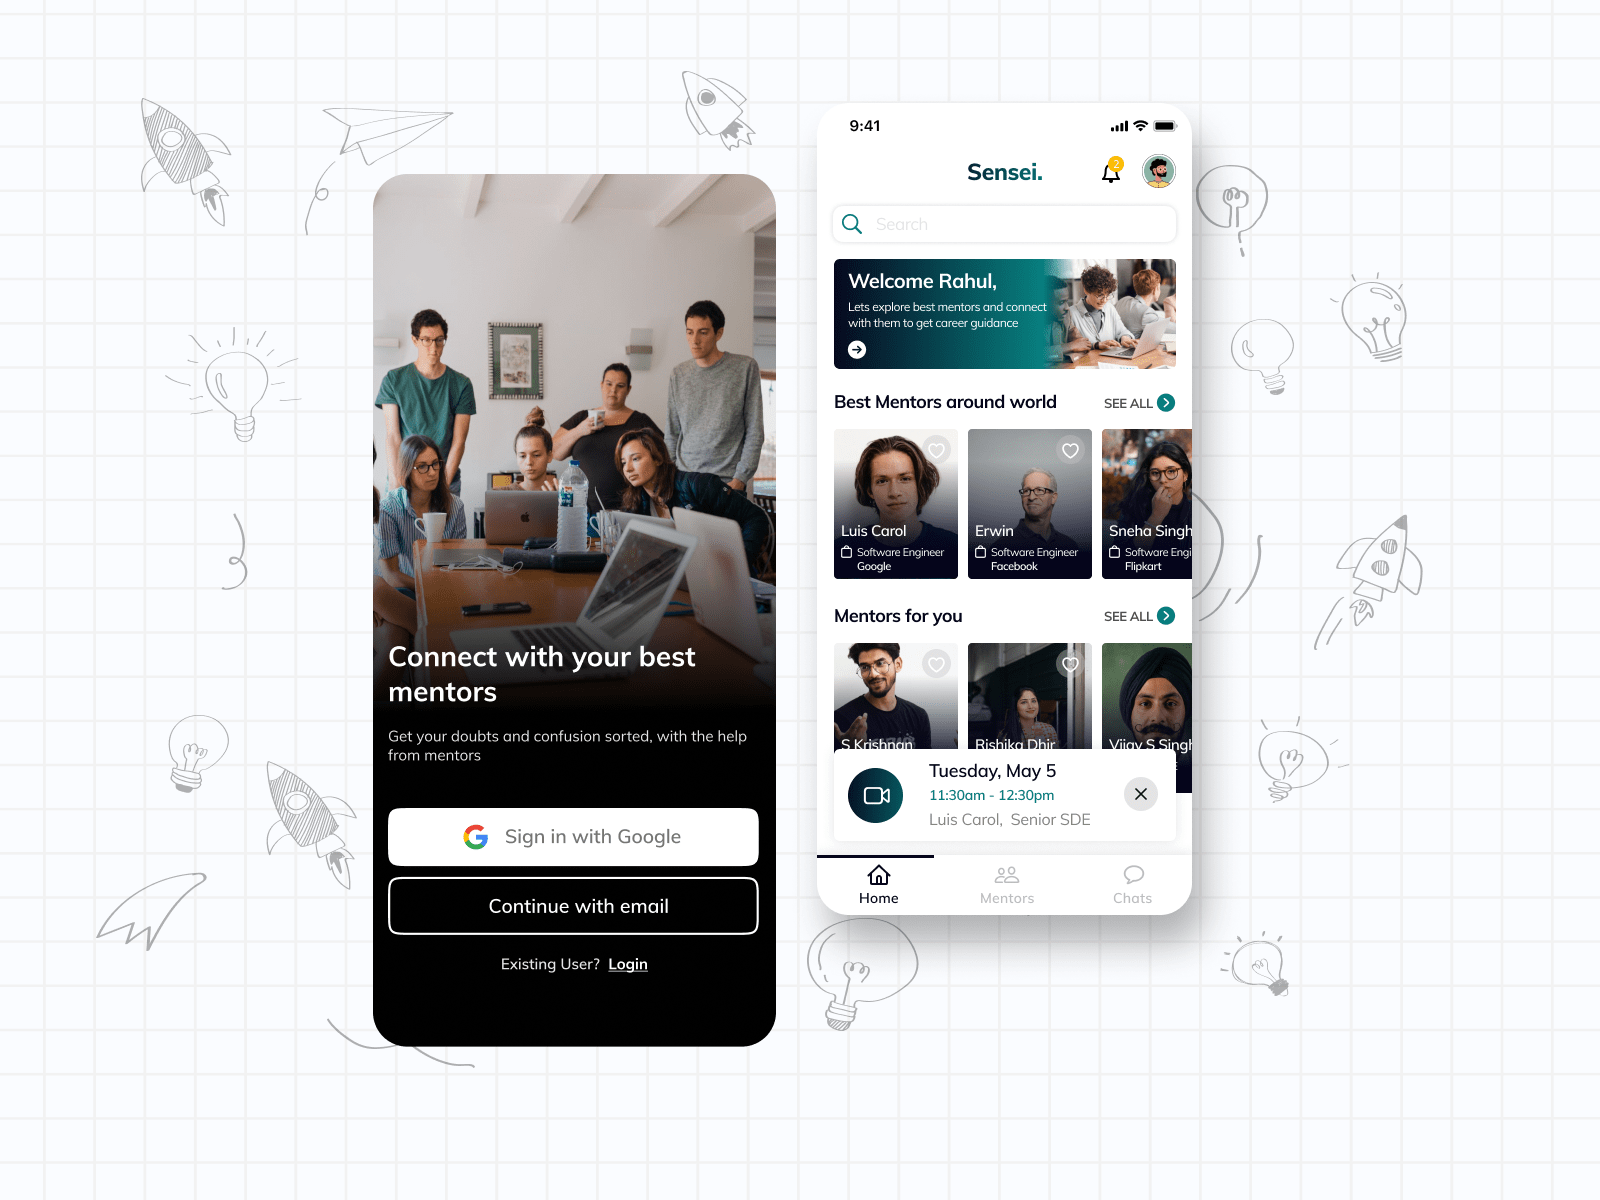 Connect with your best
mentors
Get your doubts and confusion sorted, with the help
from mentors
Sign in with Google
Continue with email
Existing User? Login
9:41
Sensei.
2
Search
Welcome Rahul,
Lets explore best mentors and connect
with them to get career guidance
Best Mentors around world
SEE ALL
Luis Carol
Software Engineer
Google
Erwin
Software Engineer
Facebook
Sneha Singh
Software Engi
Flipkart
Mentors for you
SEE ALL
S Krishnan
Rishika Dhir
Vijay S Singh
Tuesday, May 5
11:30am - 12:30pm
Luis Carol, Senior SDE
Home
Mentors
Chats